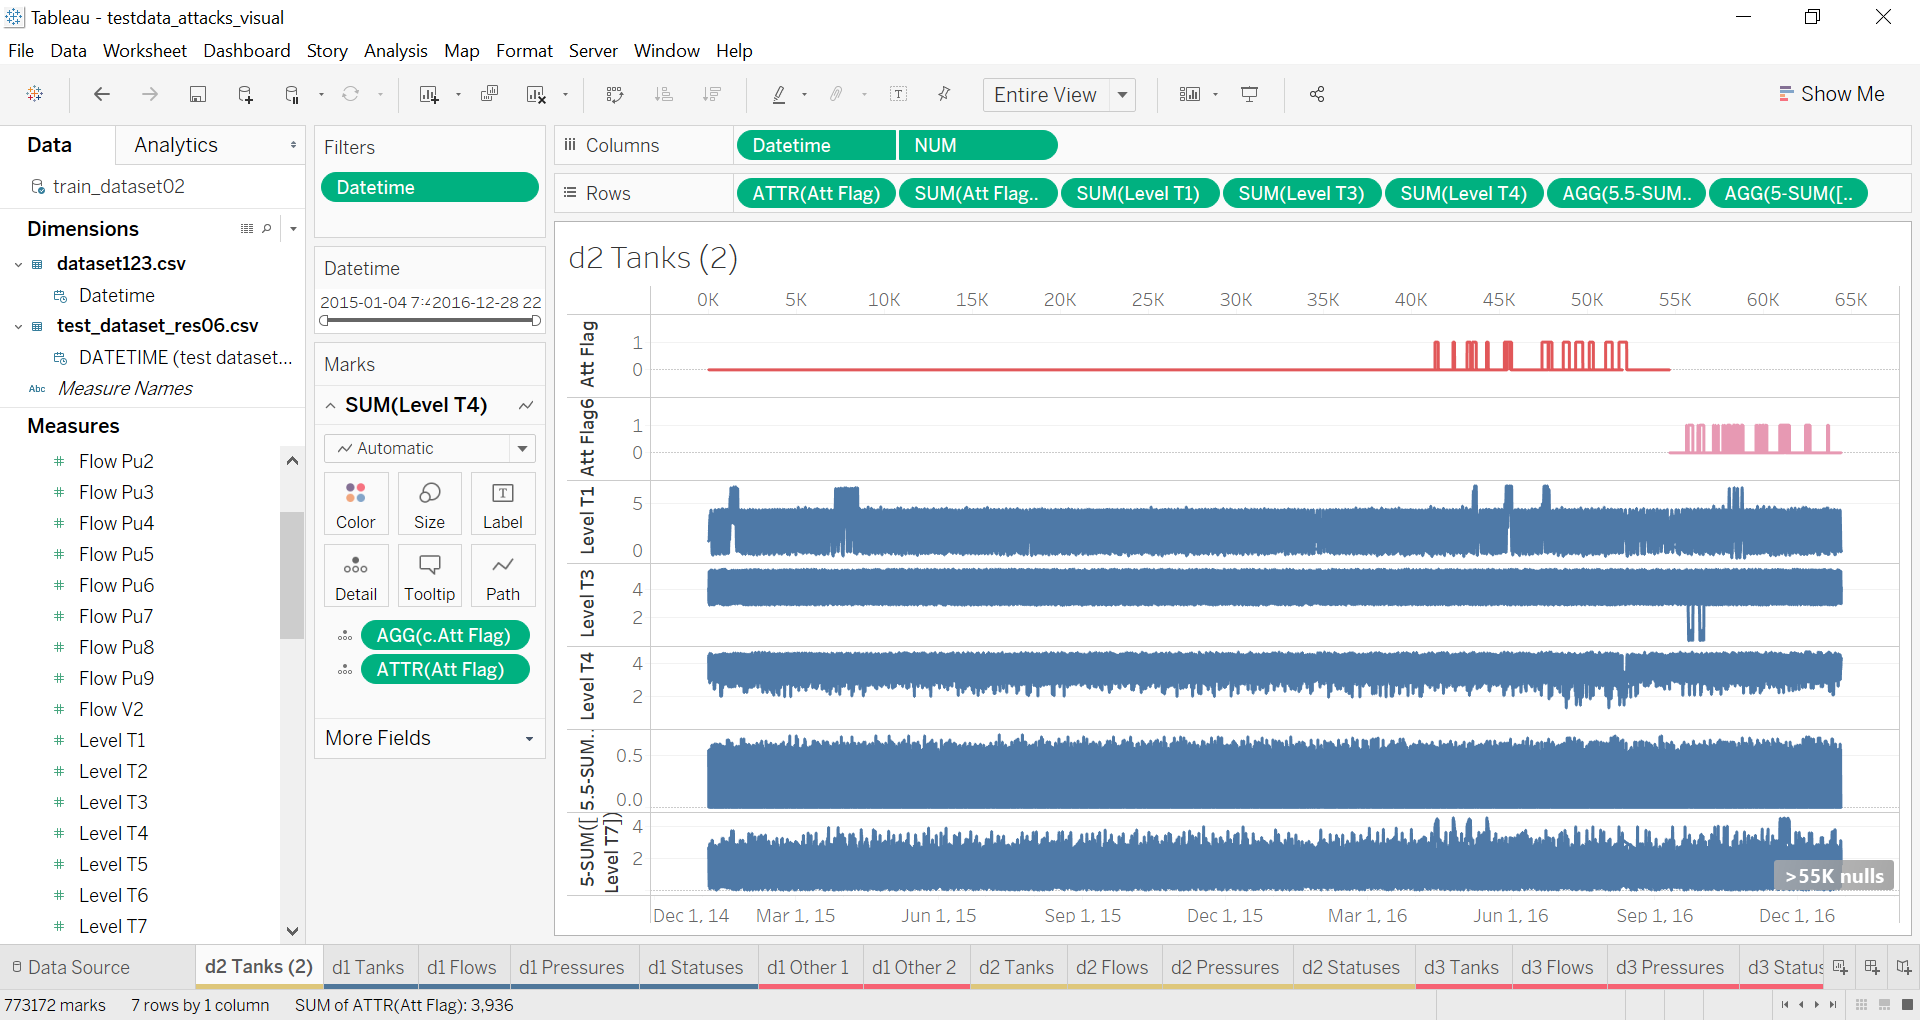 Tableau - testdata_attacks_visual
File Data Worksheet Dashboard Story Analysis Map Format Server Window Help
Entire View
Show Me
Data Analytics
train_dataset02
Dimensions
dataset123.csv
Datetime
test_dataset_res06.csv
DATETIME (test dataset...
Abc Measure Names
Measures
Flow Pu2
Flow Pu3
Flow Pu4
Flow Pu5
Flow Pu6
Flow Pu7
Flow Pu8
Flow Pu9
Flow V2
Level T1
Level T2
Level T3
Level T4
Level T5
Level T6
Level T7
Filters
Datetime
Datetime
2015-01-04 7:4 2016-12-28 22
Marks
SUM(Level T4)
Automatic
Color Size Label
Detail Tooltip Path
AGG(c.Att Flag)
ATTR(Att Flag)
More Fields
Columns Datetime NUM
Rows ATTR(Att Flag) SUM(Att Flag.. SUM(Level T1) SUM(Level T3) SUM(Level T4) AGG(5.5-SUM.. AGG(5-SUM([..
d2 Tanks (2)
0K 5K 10K 15K 20K 25K 30K 35K 40K 45K 50K 55K 60K 65K
Att Flag
1
0
Att Flag6
1
0
Level T1
5
0
Level T3
4
2
Level T4
4
2
5.5-SUM..
0.5
0.0
5-SUM([
Level T7])
4
2
>55K nulls
Dec 1, 14 Mar 1, 15 Jun 1, 15 Sep 1, 15 Dec 1, 15 Mar 1, 16 Jun 1, 16 Sep 1, 16 Dec 1, 16
Data Source d2 Tanks (2) d1 Tanks d1 Flows d1 Pressures d1 Statuses d1 Other 1 d1 Other 2 d2 Tanks d2 Flows d2 Pressures d2 Statuses d3 Tanks d3 Flows d3 Pressures d3 Status
773172 marks 7 rows by 1 column SUM of ATTR(Att Flag): 3,936